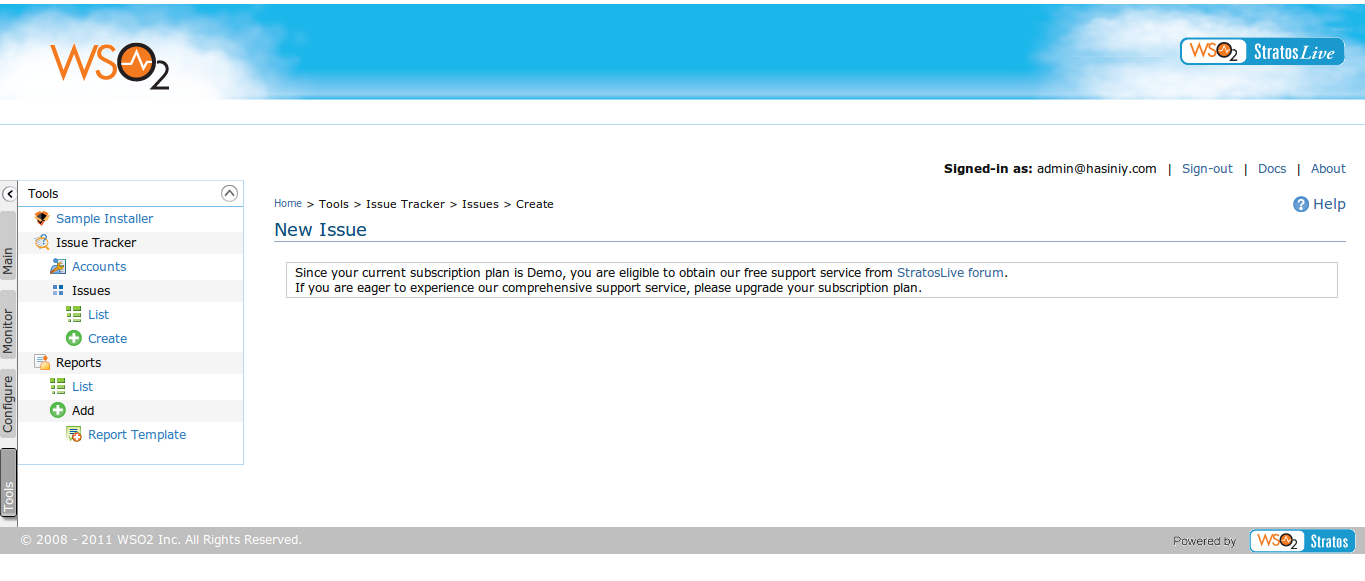 WSO2
WSO2 Stratos Live
Signed-in as: admin@hasiniy.com | Sign-out | Docs | About
Tools
Sample Installer
Issue Tracker
Accounts
Issues
List
Create
Reports
List
Add
Report Template
Main
Monitor
Configure
Tools
Home > Tools > Issue Tracker > Issues > Create
Help
New Issue
Since your current subscription plan is Demo, you are eligible to obtain our free support service from StratosLive forum.
If you are eager to experience our comprehensive support service, please upgrade your subscription plan.
© 2008 - 2011 WSO2 Inc. All Rights Reserved.
Powered by WSO2 Stratos